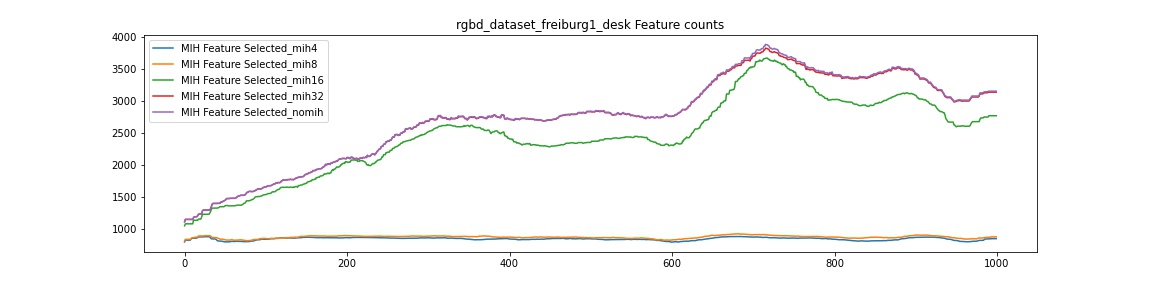 rgbd_dataset_freiburg1_desk Feature counts
4000
3500
3000
2500
2000
1500
1000
MIH Feature Selected_mih4
MIH Feature Selected_mih8
MIH Feature Selected_mih16
MIH Feature Selected_mih32
MIH Feature Selected_nomih
0 200 400 600 800 1000